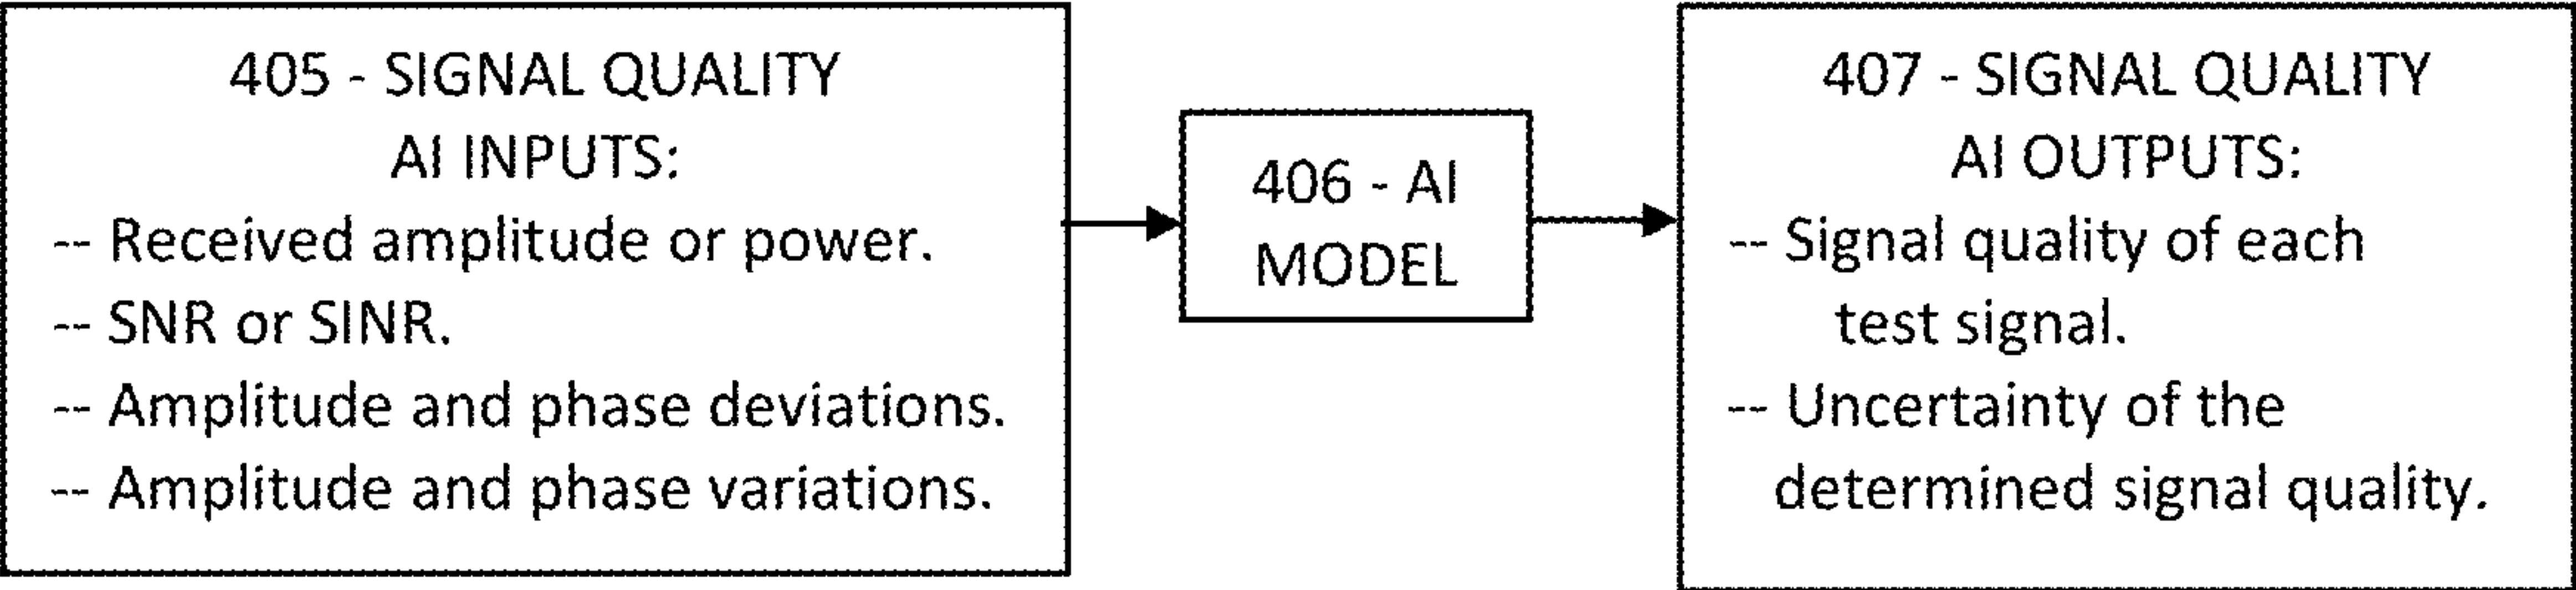 405 - SIGNAL QUALITY
AI INPUTS:
-- Received amplitude or power.
-- SNR or SINR.
-- Amplitude and phase deviations.
-- Amplitude and phase variations.
406 - AI
MODEL
407 - SIGNAL QUALITY
AI OUTPUTS:
-- Signal quality of each
test signal.
-- Uncertainty of the
determined signal quality.